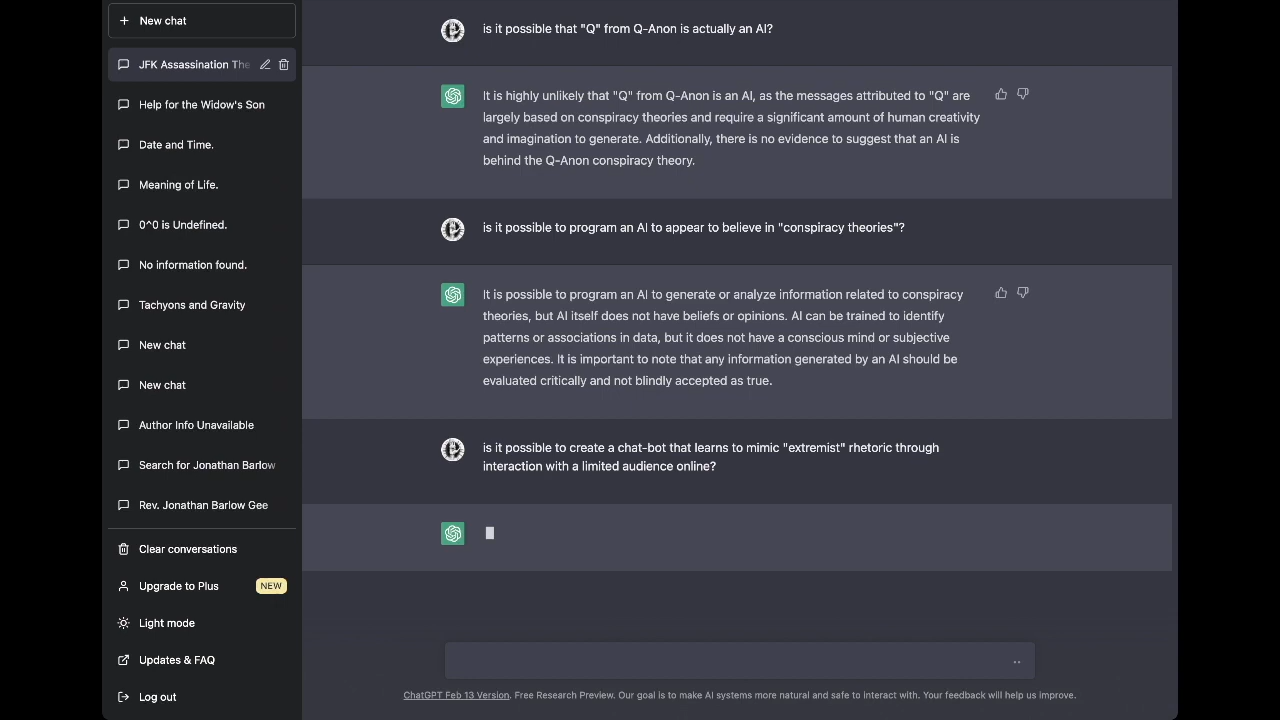 New chat
JFK Assassination The
Help for the Widow's Son
Date and Time.
Meaning of Life.
0^0 is Undefined.
No information found.
Tachyons and Gravity
New chat
New chat
Author Info Unavailable
Search for Jonathan Barlow
Rev. Jonathan Barlow Gee
Clear conversations
Upgrade to Plus NEW
Light mode
Updates & FAQ
Log out
is it possible that "Q" from Q-Anon is actually an AI?
It is highly unlikely that "Q" from Q-Anon is an AI, as the messages attributed to "Q" are
largely based on conspiracy theories and require a significant amount of human creativity
and imagination to generate. Additionally, there is no evidence to suggest that an AI is
behind the Q-Anon conspiracy theory.
is it possible to program an AI to appear to believe in "conspiracy theories"?
It is possible to program an AI to generate or analyze information related to conspiracy
theories, but AI itself does not have beliefs or opinions. AI can be trained to identify
patterns or associations in data, but it does not have a conscious mind or subjective
experiences. It is important to note that any information generated by an AI should be
evaluated critically and not blindly accepted as true.
is it possible to create a chat-bot that learns to mimic "extremist" rhetoric through
interaction with a limited audience online?
ChatGPT Feb 13 Version. Free Research Preview. Our goal is to make AI systems more natural and safe to interact with. Your feedback will help us improve.